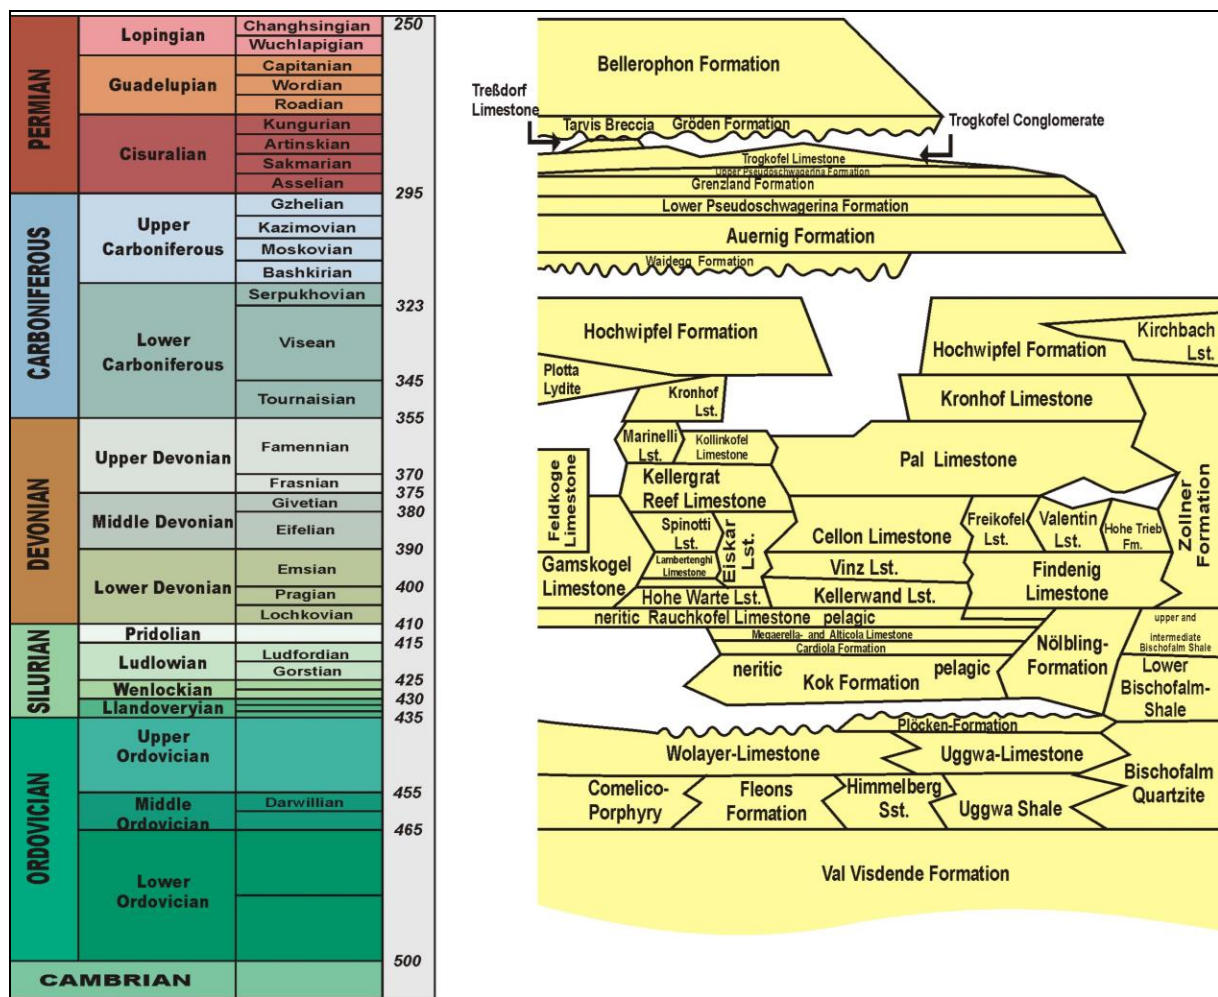 PERMIAN
Lopingian
Changhsingian
Wuchlapigian
Guadelupian
Capitanian
Wordian
Roadian
Cisuralian
Kungurian
Artinskian
Sakmarian
Asselian
CARBONIFEROUS
Upper
Carboniferous
Gzhelian
Kazimovian
Moskovian
Bashkirian
Lower
Carboniferous
Serpukhovian
Visean
Tournaisian
DEVONIAN
Upper Devonian
Famennian
Frasnian
Middle Devonian
Givetian
Eifelian
Lower Devonian
Emsian
Pragian
Lochkovian
SILURIAN
Pridolian
Ludlowian
Ludfordian
Gorstian
Wenlockian
Llandoveryian
ORDOVICIAN
Upper
Ordovician
Middle
Ordovician
Darwillian
Lower
Ordovician
CAMBRIAN
250
295
323
345
355
370
375
380
390
400
410
415
425
430
435
455
465
500
Bellerophon Formation
Treßdorf
Limestone
Tarvis Breccia
Gröden Formation
Trogkofel Conglomerate
Trogkofel Limestone
Upper Pseudoschwagerina Formation
Grenzland Formation
Lower Pseudoschwagerina Formation
Auernig Formation
Waidegg Formation
Hochwipfel Formation
Hochwipfel Formation
Kirchbach
Lst.
Plotta
Lydite
Kronhof
Lst.
Kronhof Limestone
Marinelli
Lst.
Kollinkofel
Limestone
Pal Limestone
Feldkoge
Limestone
Kellergrat
Reef Limestone
Zollner
Formation
Spinotti
Lst.
Eiskar
Lst.
Cellon Limestone
Freikofel
Lst.
Valentin
Lst.
Hohe Trieb
Fm.
Gamskogel
Limestone
Lambertenghi
Limestone
Vinz Lst.
Findenig
Limestone
Hohe Warte Lst.
Kellerwand Lst.
neritic Rauchkofel Limestone pelagic
Megaerella- and Alticola Limestone
Cardiola Formation
Nölbling-
Formation
upper and
intermediate
Bischofalm Shale
neritic
pelagic
Kok Formation
Lower
Bischofalm-
Shale
Plöcken-Formation
Wolayer-Limestone
Uggwa-Limestone
Bischofalm
Quartzite
Comelico-
Porphyry
Fleons
Formation
Himmelberg
Sst.
Uggwa Shale
Val Visdende Formation